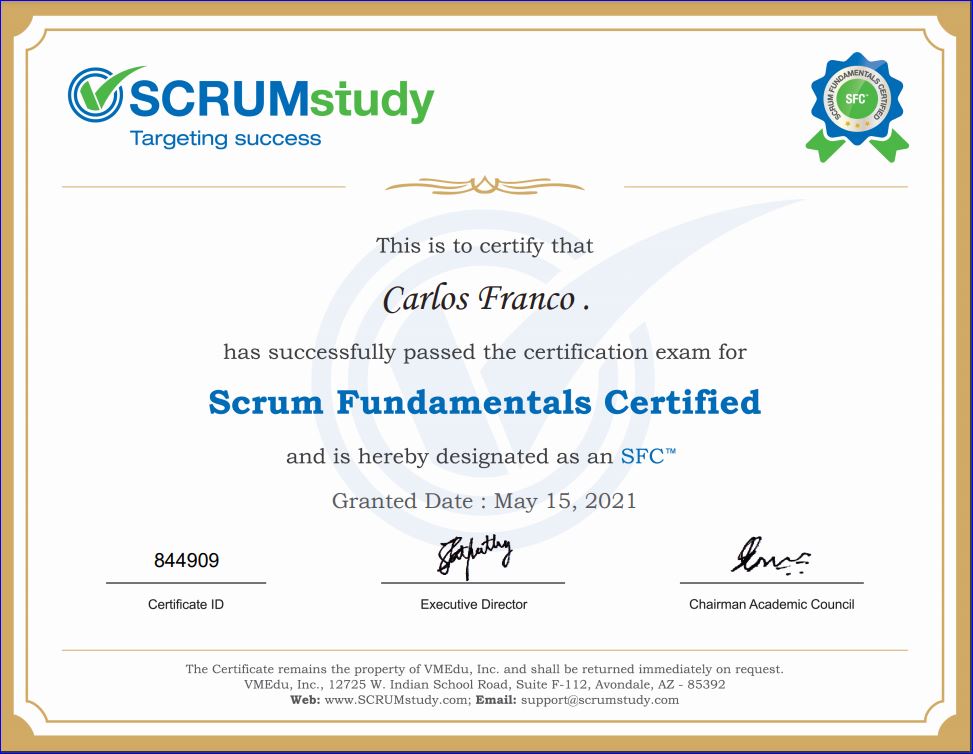 SCRUMstudy
Targeting success
SCRUM FUNDAMENTALS CERTIFIED
SFC™
This is to certify that
Carlos Franco .
has successfully passed the certification exam for
Scrum Fundamentals Certified
and is hereby designated as an SFC™
Granted Date : May 15, 2021
844909
Certificate ID
Executive Director
Chairman Academic Council
The Certificate remains the property of VMEdu, Inc. and shall be returned immediately on request.
VMEdu, Inc., 12725 W. Indian School Road, Suite F-112, Avondale, AZ - 85392
Web: www.SCRUMstudy.com; Email: support@scrumstudy.com